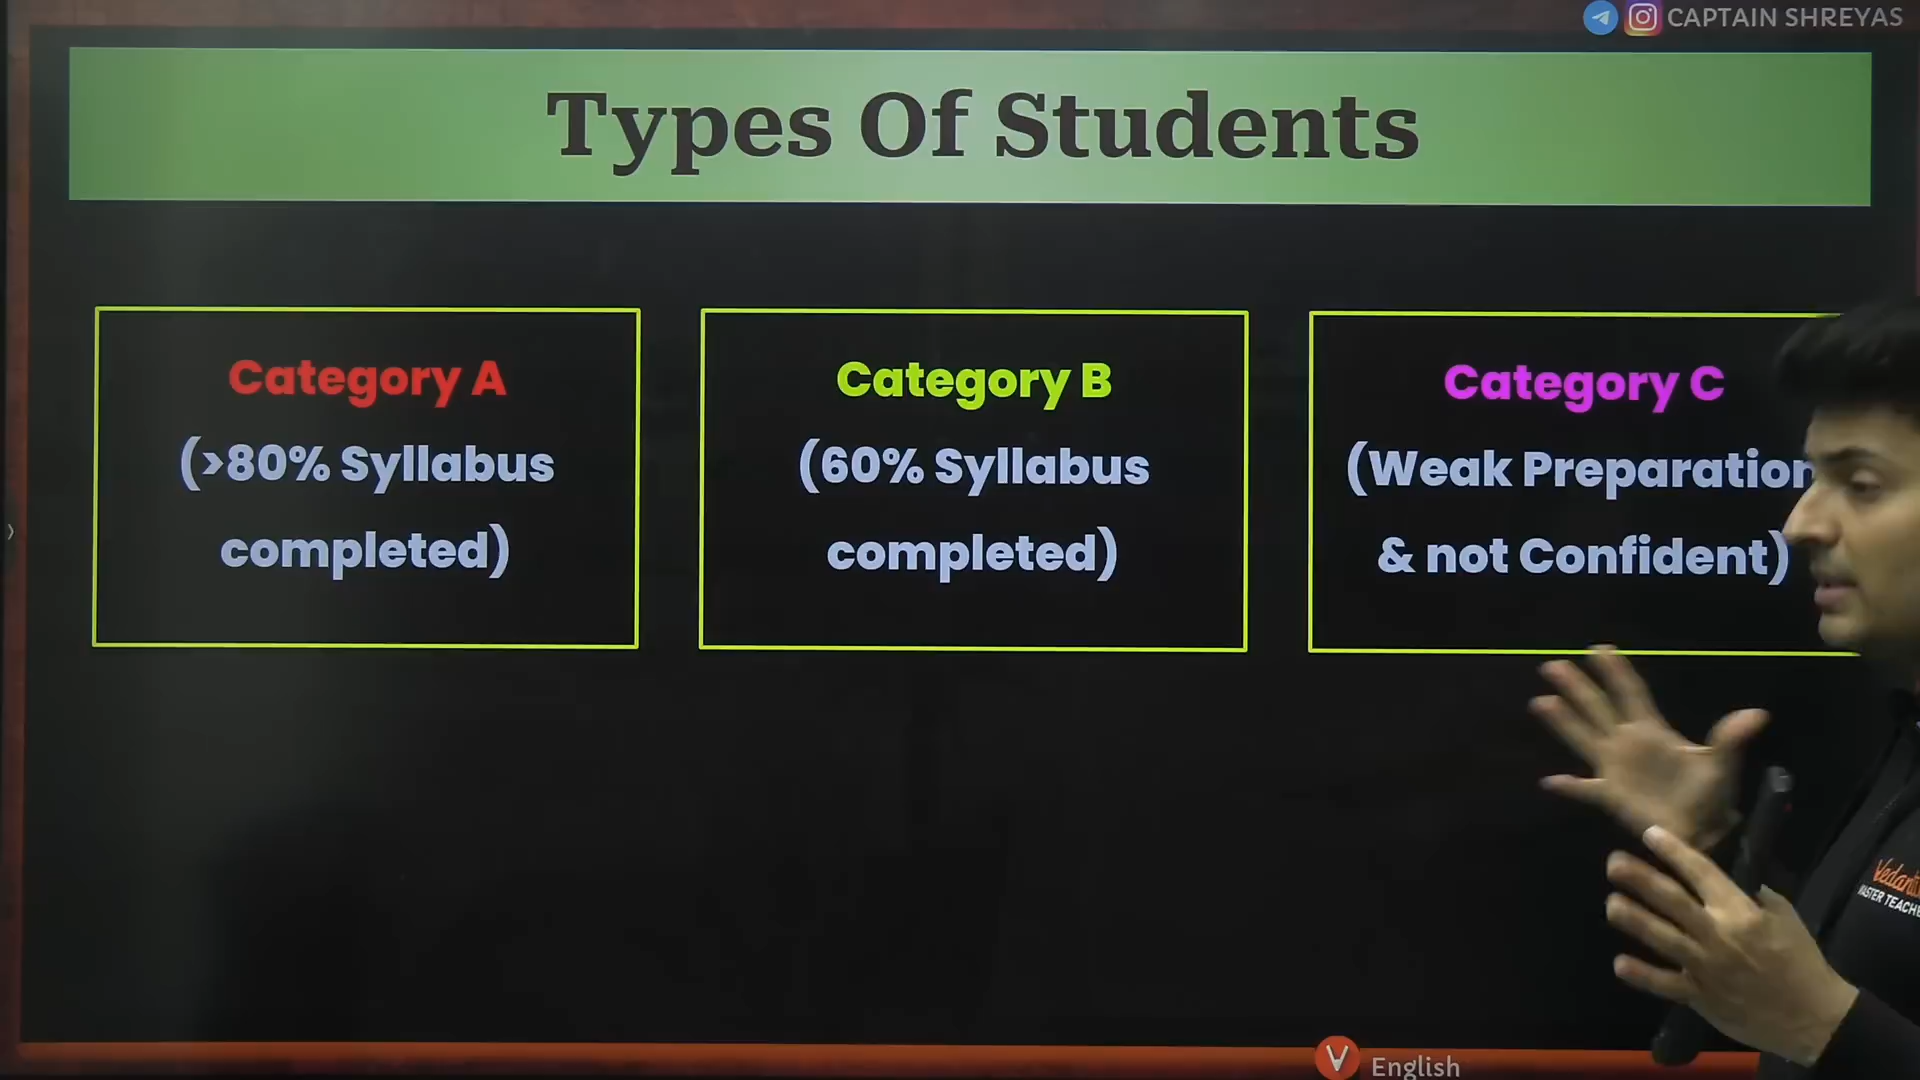 CAPTAIN SHREYAS
Types Of Students
Category A
(>80% Syllabus
completed)
Category B
(60% Syllabus
completed)
Category C
(Weak Preparation
& not Confident)
V English